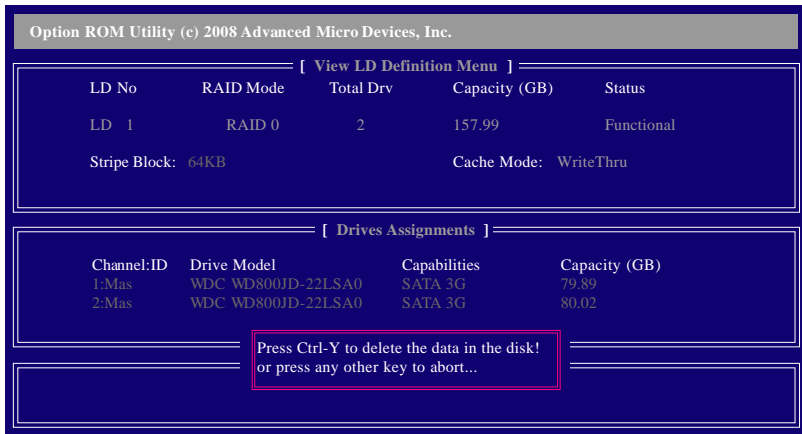 Option ROM Utility (c) 2008 Advanced Micro Devices, Inc.
[ View LD Definition Menu ]
LD No RAID Mode Total Drv Capacity (GB) Status
LD 1 RAID 0 2 157.99 Functional
Stripe Block: 64KB Cache Mode: WriteThru
[ Drives Assignments ]
Channel:ID Drive Model Capabilities Capacity (GB)
1:Mas WDC WD800JD-22LSA0 SATA 3G 79.89
2:Mas WDC WD800JD-22LSA0 SATA 3G 80.02
Press Ctrl-Y to delete the data in the disk!
or press any other key to abort...